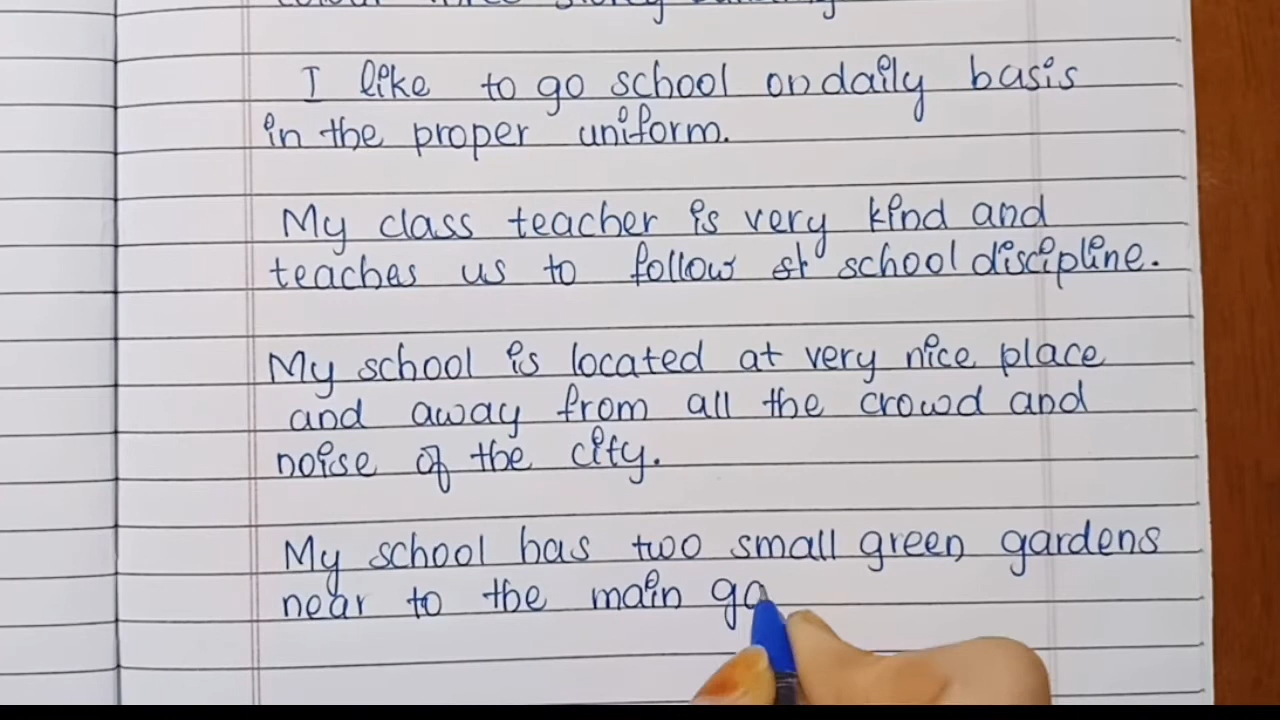 I like to go school on daily basis
in the proper uniform.
My class teacher is very kind and
teaches us to follow school discipline.
My school is located at very nice place
and away from all the crowd and
noise of the city.
My school has two small green gardens
near to the main ga